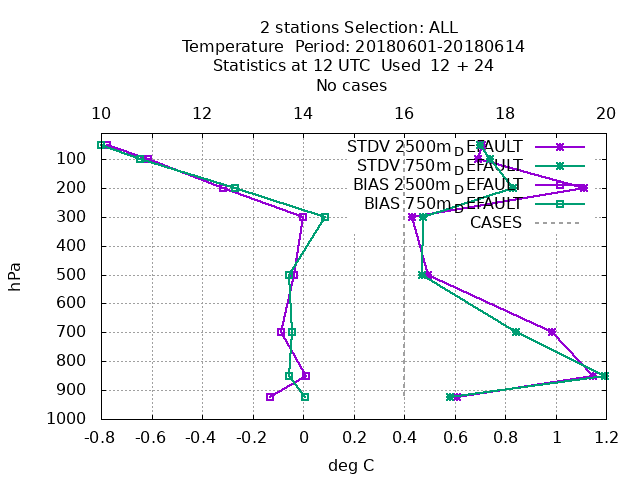 2 stations Selection: ALL
Temperature  Period: 20180601-20180614
Statistics at 12 UTC  Used  12 + 24
No cases
10 12 14 16 18 20
STDV 2500m_DEFAULT
STDV 750m_DEFAULT
BIAS 2500m_DEFAULT
BIAS 750m_DEFAULT
CASES
hPa
100
200
300
400
500
600
700
800
900
1000
-0.8 -0.6 -0.4 -0.2 0 0.2 0.4 0.6 0.8 1 1.2
deg C